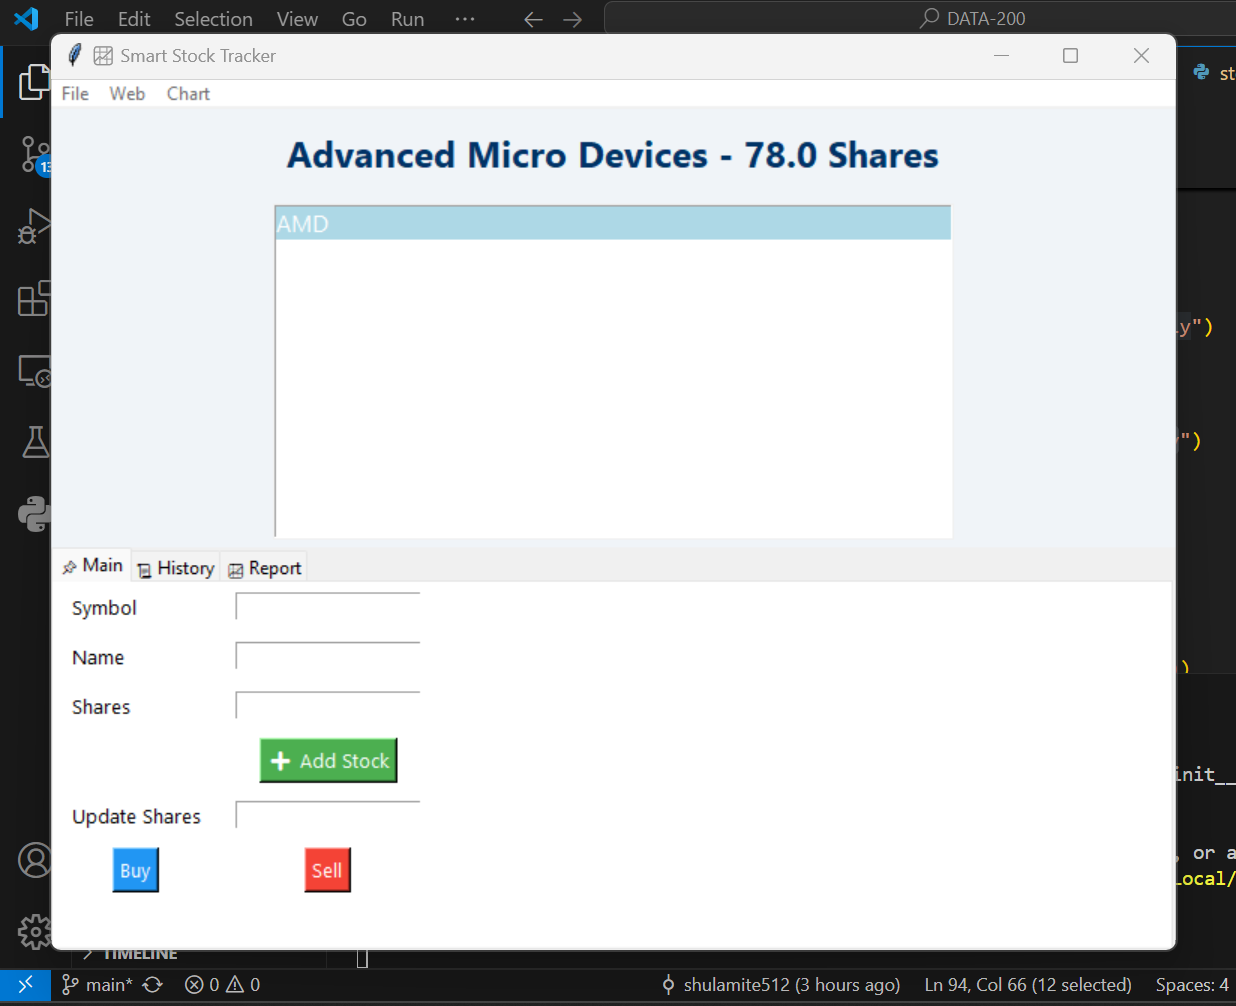 File Edit Selection View Go Run ··· DATA-200
Smart Stock Tracker
st
File Web Chart
Advanced Micro Devices - 78.0 Shares
13
AMD
y")
")
Main History Report
Symbol
Name
Shares
)
Add Stock
init__
Update Shares
, or a
Local/
Buy Sell
TIMELINE
main* 0 0 shulamite512 (3 hours ago) Ln 94, Col 66 (12 selected) Spaces: 4